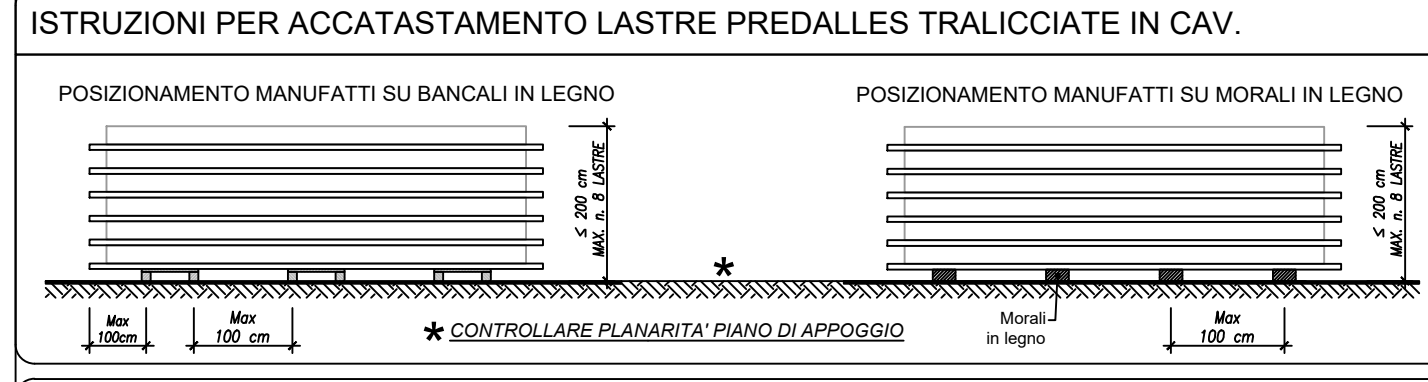 ISTRUZIONI PER ACCATASTAMENTO LASTRE PREDALLES TRALICCIATE IN CAV.
POSIZIONAMENTO MANUFATTI SU BANCALI IN LEGNO
≤ 200 cm
MAX. n. 8 LASTRE
Max
100cm
Max
100 cm
* CONTROLLARE PLANARITA' PIANO DI APPOGGIO
*
POSIZIONAMENTO MANUFATTI SU MORALI IN LEGNO
≤ 200 cm
MAX. n. 8 LASTRE
Morali
in legno
Max
100 cm